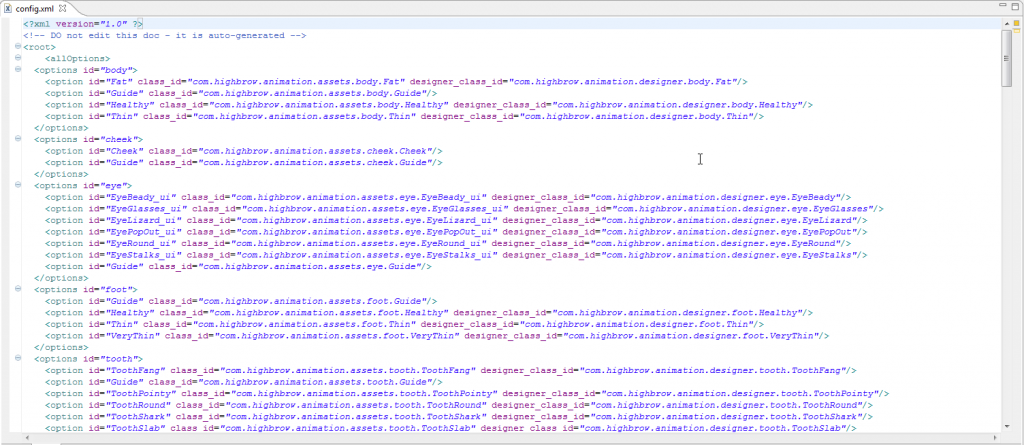 config.xml
<?xml version="1.0" ?>
<!-- DO not edit this doc - it is auto-generated -->
<root>
<allOptions>
<options id="body">
<option id="Fat" class_id="com.highbrow.animation.assets.body.Fat" designer_class_id="com.highbrow.animation.designer.body.Fat"/>
<option id="Guide" class_id="com.highbrow.animation.assets.body.Guide"/>
<option id="Healthy" class_id="com.highbrow.animation.assets.body.Healthy" designer_class_id="com.highbrow.animation.designer.body.Healthy"/>
<option id="Thin" class_id="com.highbrow.animation.assets.body.Thin" designer_class_id="com.highbrow.animation.designer.body.Thin"/>
</options>
<options id="cheek">
<option id="Cheek" class_id="com.highbrow.animation.assets.cheek.Cheek"/>
<option id="Guide" class_id="com.highbrow.animation.assets.cheek.Guide"/>
</options>
<options id="eye">
<option id="EyeBeady_ui" class_id="com.highbrow.animation.assets.eye.EyeBeady_ui" designer_class_id="com.highbrow.animation.designer.eye.EyeBeady"/>
<option id="EyeGlasses_ui" class_id="com.highbrow.animation.assets.eye.EyeGlasses_ui" designer_class_id="com.highbrow.animation.designer.eye.EyeGlasses"/>
<option id="EyeLizard_ui" class_id="com.highbrow.animation.assets.eye.EyeLizard_ui" designer_class_id="com.highbrow.animation.designer.eye.EyeLizard"/>
<option id="EyePopOut_ui" class_id="com.highbrow.animation.assets.eye.EyePopOut_ui" designer_class_id="com.highbrow.animation.designer.eye.EyePopOut"/>
<option id="EyeRound_ui" class_id="com.highbrow.animation.assets.eye.EyeRound_ui" designer_class_id="com.highbrow.animation.designer.eye.EyeRound"/>
<option id="EyeStalks_ui" class_id="com.highbrow.animation.assets.eye.EyeStalks_ui" designer_class_id="com.highbrow.animation.designer.eye.EyeStalks"/>
<option id="Guide" class_id="com.highbrow.animation.assets.eye.Guide"/>
</options>
<options id="foot">
<option id="Guide" class_id="com.highbrow.animation.assets.foot.Guide"/>
<option id="Healthy" class_id="com.highbrow.animation.assets.foot.Healthy" designer_class_id="com.highbrow.animation.designer.foot.Healthy"/>
<option id="Thin" class_id="com.highbrow.animation.assets.foot.Thin" designer_class_id="com.highbrow.animation.designer.foot.Thin"/>
<option id="VeryThin" class_id="com.highbrow.animation.assets.foot.VeryThin" designer_class_id="com.highbrow.animation.designer.foot.VeryThin"/>
</options>
<options id="tooth">
<option id="ToothFang" class_id="com.highbrow.animation.assets.tooth.ToothFang" designer_class_id="com.highbrow.animation.designer.tooth.ToothFang"/>
<option id="Guide" class_id="com.highbrow.animation.assets.tooth.Guide"/>
<option id="ToothPointy" class_id="com.highbrow.animation.assets.tooth.ToothPointy" designer_class_id="com.highbrow.animation.designer.tooth.ToothPointy"/>
<option id="ToothRound" class_id="com.highbrow.animation.assets.tooth.ToothRound" designer_class_id="com.highbrow.animation.designer.tooth.ToothRound"/>
<option id="ToothShark" class_id="com.highbrow.animation.assets.tooth.ToothShark" designer_class_id="com.highbrow.animation.designer.tooth.ToothShark"/>
<option id="ToothSlab" class_id="com.highbrow.animation.assets.tooth.ToothSlab" designer_class_id="com.highbrow.animation.designer.tooth.ToothSlab"/>